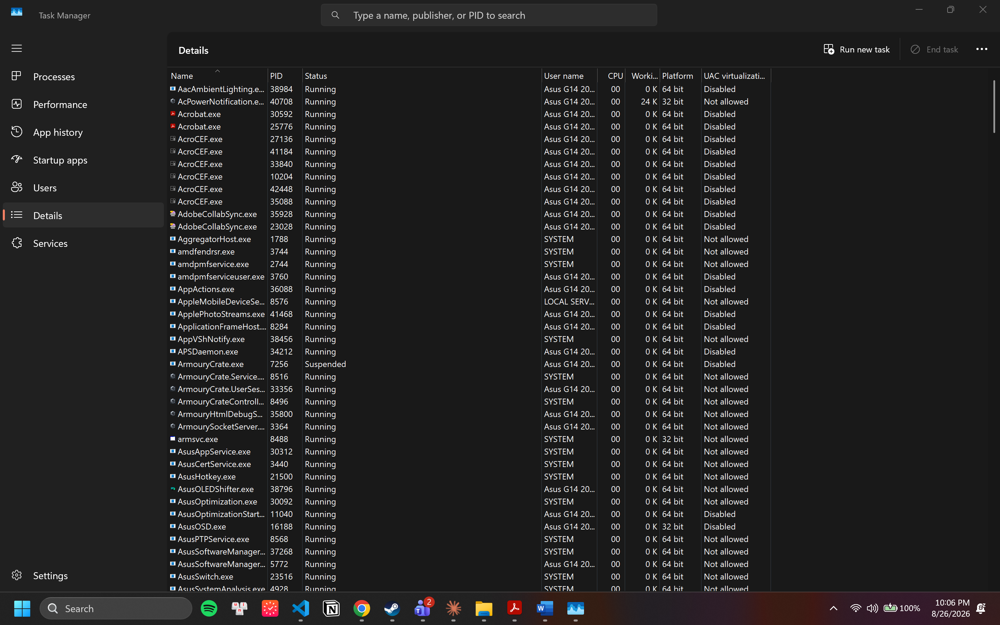 Task Manager
Type a name, publisher, or PID to search
Details
Run new task
End task
Processes
Performance
App history
Startup apps
Users
Details
Services
Settings
Name PID Status User name CPU Worki... Platform UAC virtualizati...
AacAmbientLighting.e... 38984 Running Asus G14 20... 00 0 K 64 bit Disabled
AcPowerNotification.e... 40708 Running Asus G14 20... 00 24 K 32 bit Not allowed
Acrobat.exe 30592 Running Asus G14 20... 00 0 K 64 bit Disabled
Acrobat.exe 25776 Running Asus G14 20... 00 0 K 64 bit Disabled
AcroCEF.exe 27136 Running Asus G14 20... 00 0 K 64 bit Disabled
AcroCEF.exe 41184 Running Asus G14 20... 00 0 K 64 bit Disabled
AcroCEF.exe 33840 Running Asus G14 20... 00 0 K 64 bit Disabled
AcroCEF.exe 10204 Running Asus G14 20... 00 0 K 64 bit Disabled
AcroCEF.exe 42448 Running Asus G14 20... 00 0 K 64 bit Disabled
AcroCEF.exe 35088 Running Asus G14 20... 00 0 K 64 bit Disabled
AdobeCollabSync.exe 35928 Running Asus G14 20... 00 0 K 64 bit Disabled
AdobeCollabSync.exe 23028 Running Asus G14 20... 00 0 K 64 bit Disabled
AggregatorHost.exe 1788 Running SYSTEM 00 0 K 64 bit Not allowed
amdfendrsr.exe 3744 Running SYSTEM 00 0 K 64 bit Not allowed
amdpmfservice.exe 2744 Running SYSTEM 00 0 K 64 bit Not allowed
amdpmfserviceuser.exe 3760 Running Asus G14 20... 00 0 K 64 bit Disabled
AppActions.exe 36088 Running Asus G14 20... 00 0 K 64 bit Disabled
AppleMobileDeviceSe... 8576 Running LOCAL SERV... 00 0 K 64 bit Not allowed
ApplePhotoStreams.exe 41468 Running Asus G14 20... 00 0 K 64 bit Disabled
ApplicationFrameHost.... 8284 Running Asus G14 20... 00 0 K 64 bit Disabled
AppVShNotify.exe 38456 Running SYSTEM 00 0 K 64 bit Not allowed
APSDaemon.exe 34212 Running Asus G14 20... 00 0 K 64 bit Disabled
ArmouryCrate.exe 7256 Suspended Asus G14 20... 00 0 K 64 bit Disabled
ArmouryCrate.Service.... 8516 Running SYSTEM 00 0 K 64 bit Not allowed
ArmouryCrate.UserSes... 33356 Running Asus G14 20... 00 0 K 64 bit Not allowed
ArmouryCrateControll... 8496 Running SYSTEM 00 0 K 64 bit Not allowed
ArmouryHtmlDebugS... 35800 Running Asus G14 20... 00 0 K 64 bit Not allowed
ArmourySocketServer.... 3364 Running Asus G14 20... 00 0 K 64 bit Not allowed
armsvc.exe 8488 Running SYSTEM 00 0 K 32 bit Not allowed
AsusAppService.exe 30312 Running SYSTEM 00 0 K 64 bit Not allowed
AsusCertService.exe 3440 Running SYSTEM 00 0 K 64 bit Not allowed
AsusHotkey.exe 21500 Running SYSTEM 00 0 K 64 bit Not allowed
AsusOLEDShifter.exe 38796 Running Asus G14 20... 00 0 K 64 bit Not allowed
AsusOptimization.exe 30092 Running SYSTEM 00 0 K 64 bit Not allowed
AsusOptimizationStart... 11040 Running Asus G14 20... 00 0 K 64 bit Disabled
AsusOSD.exe 16188 Running Asus G14 20... 00 0 K 32 bit Disabled
AsusPTPService.exe 8568 Running SYSTEM 00 0 K 64 bit Not allowed
AsusSoftwareManager... 37268 Running SYSTEM 00 0 K 64 bit Not allowed
AsusSoftwareManager... 5772 Running Asus G14 20... 00 0 K 64 bit Not allowed
AsusSwitch.exe 23516 Running SYSTEM 00 0 K 64 bit Not allowed
AsusSystemAnalysis.exe 4928 Running SYSTEM 00 0 K 64 bit Not allowed
Search
u n i
N
T
2
W
100%
10:06 PM
8/26/2026